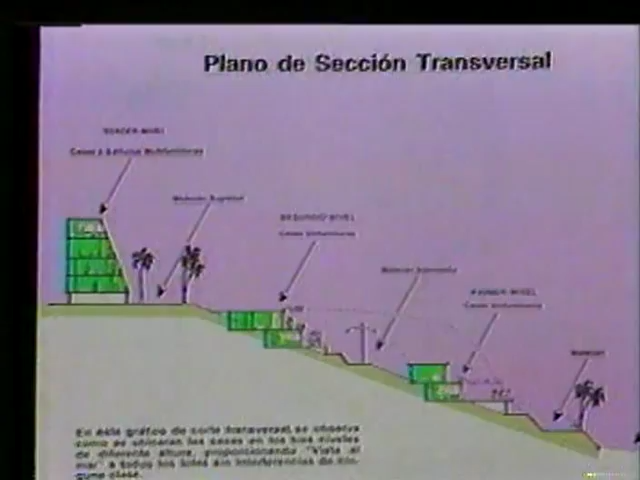 Plano de Sección Transversal
TERCER NIVEL
Casas y Edificios Multifamiliares
Malecón Superior
SEGUNDO NIVEL
Casas Unifamiliares
Malecón Intermedio
PRIMER NIVEL
Casas Unifamiliares
Malecón
En este gráfico de corte transversal, se observa
como se ubicarán las casas en los tres niveles
de diferente altura, proporcionando "Vista al
mar" a todos los lotes sin interferencias de nin-
guna clase.